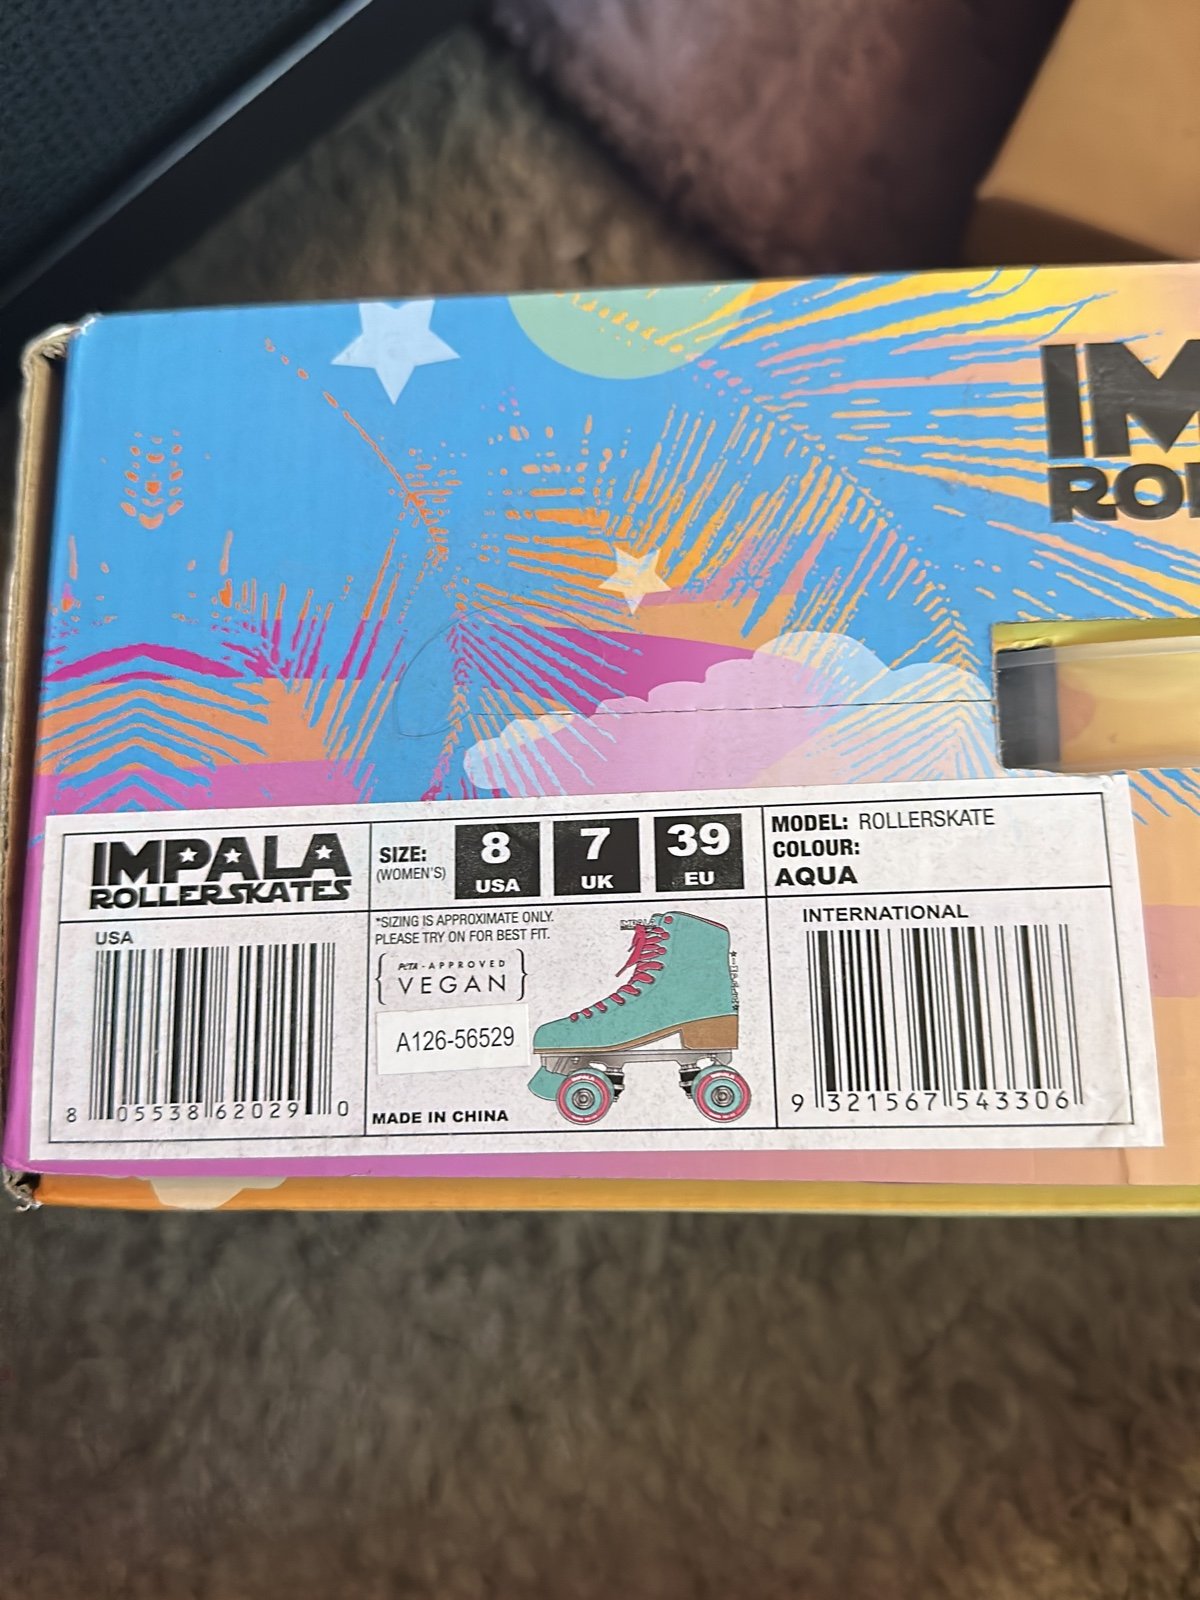 IMPALA
ROLLERSKATES
SIZE:
(WOMEN'S)
8
USA
7
UK
39
EU
MODEL: ROLLERSKATE
COLOUR:
AQUA
USA
8 05538 62029 0
*SIZING IS APPROXIMATE ONLY.
PLEASE TRY ON FOR BEST FIT.
PETA - APPROVED
VEGAN
A126-56529
MADE IN CHINA
IMPALA
INTERNATIONAL
9 321567 543306